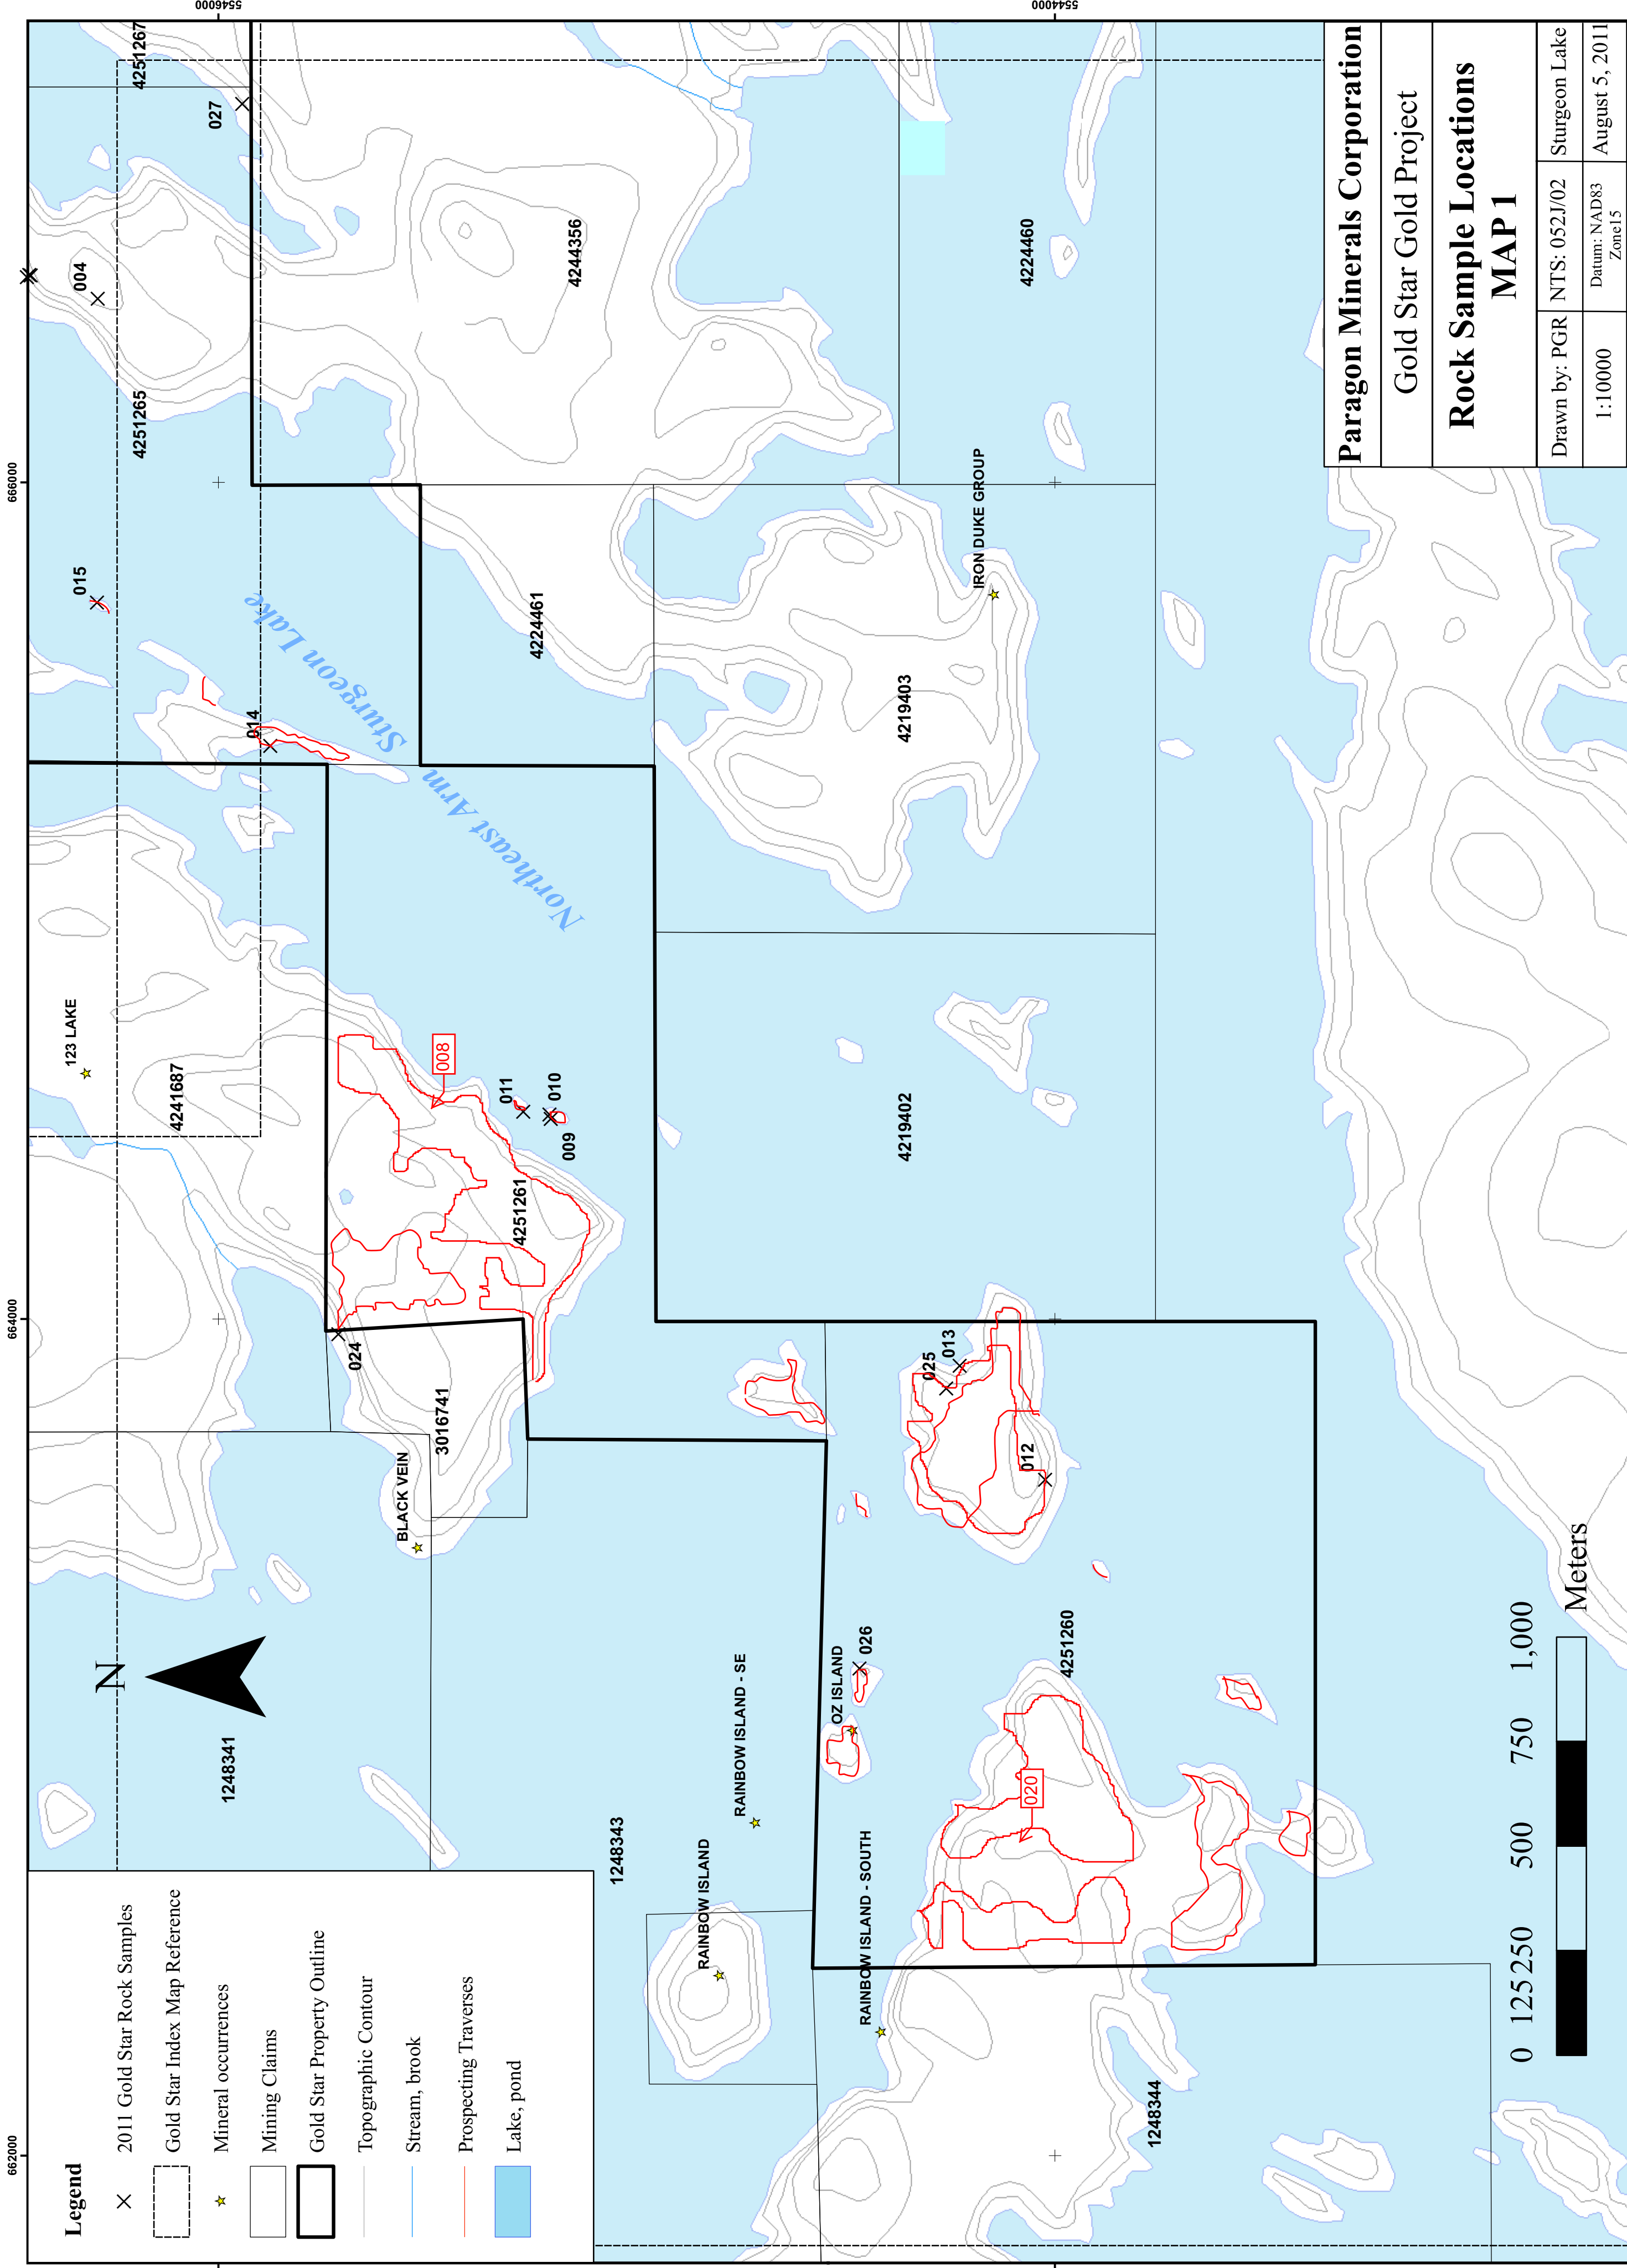 662000
664000
666000
5546000
5544000
Legend
2011 Gold Star Rock Samples
Gold Star Index Map Reference
Mineral occurrences
Mining Claims
Gold Star Property Outline
Topographic Contour
Stream, brook
Prospecting Traverses
Lake, pond
N
1248341
123 LAKE
4241687
015
004
4251265
4251267
027
014
Northeast Arm Sturgeon Lake
BLACK VEIN
3016741
024
008
011
010
009
4251261
4224461
4244356
1248343
RAINBOW ISLAND
RAINBOW ISLAND - SE
OZ ISLAND
026
RAINBOW ISLAND - SOUTH
025
013
012
4219402
4219403
IRON DUKE GROUP
4224460
020
4251260
1248344
0 125 250 500 750 1,000
Meters
Paragon Minerals Corporation
Gold Star Gold Project
Rock Sample Locations
MAP 1
Drawn by: PGR
NTS: 052J/02
Sturgeon Lake
1:10000
Datum: NAD83
Zone15
August 5, 2011